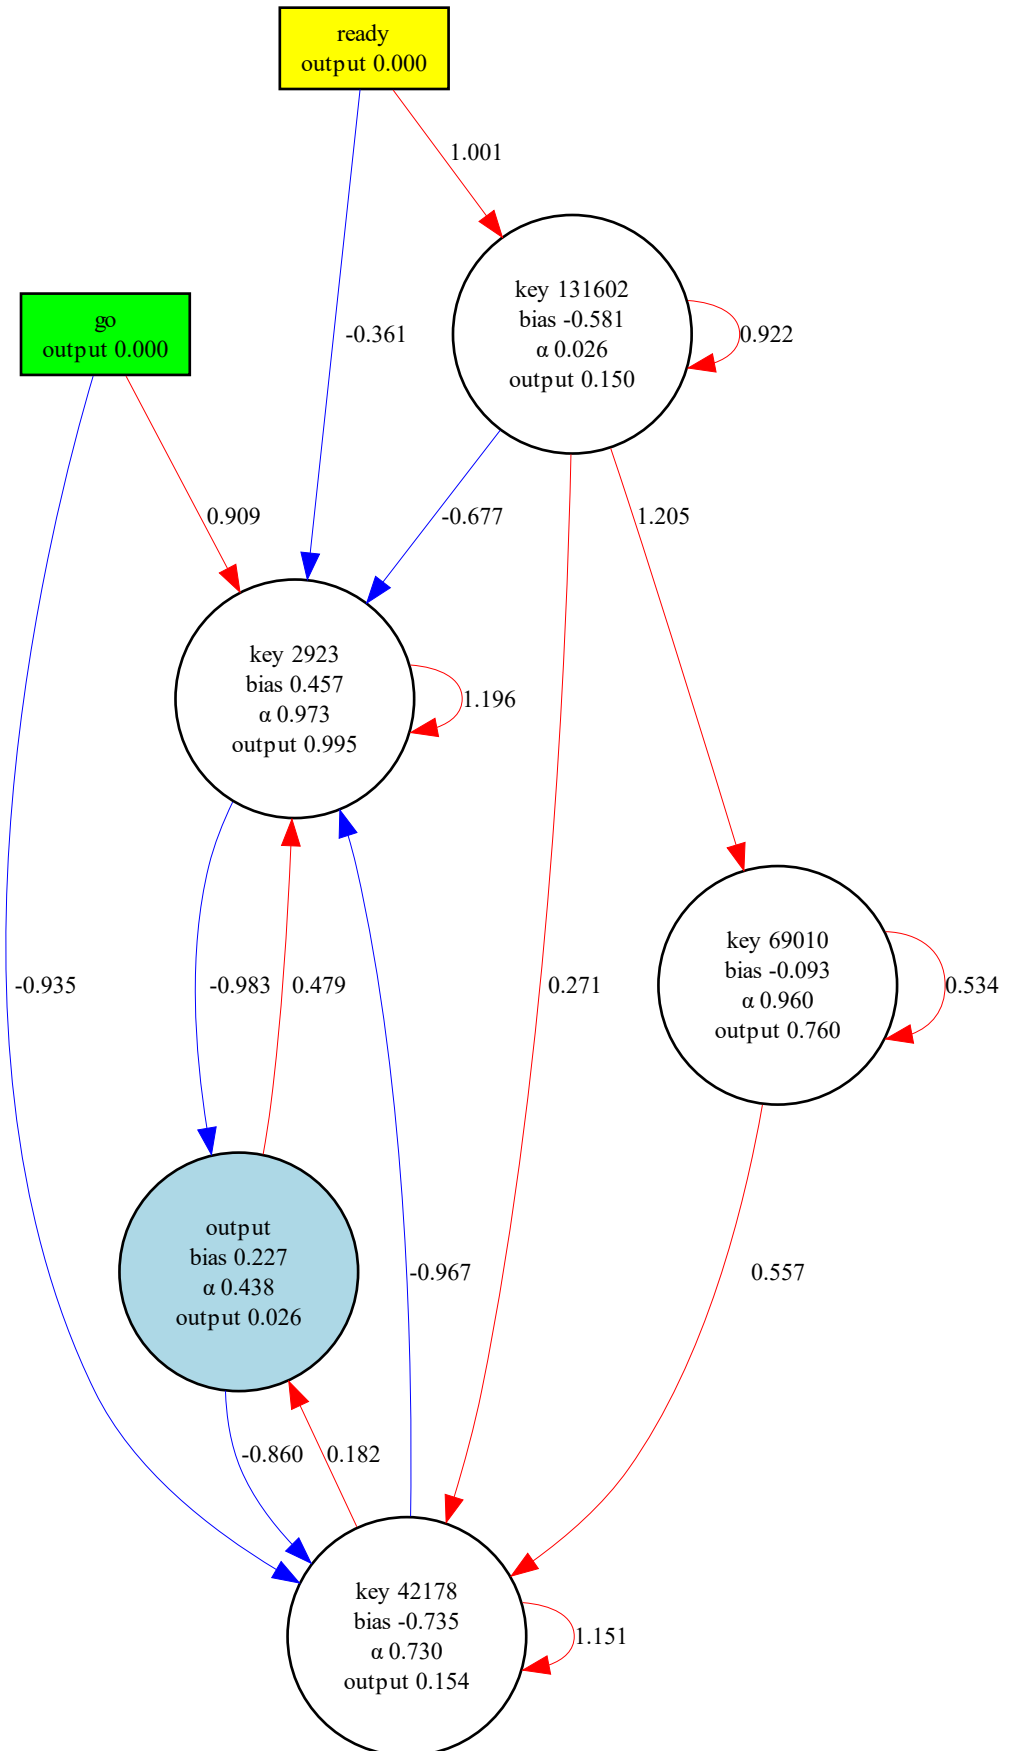 ready
output 0.000
1.001
key 131602
bias -0.581
α 0.026
output 0.150
0.922
go
output 0.000
-0.361
0.909
-0.677
1.205
key 2923
bias 0.457
α 0.973
output 0.995
1.196
key 69010
bias -0.093
α 0.960
output 0.760
0.534
-0.935
-0.983
0.479
0.271
output
bias 0.227
α 0.438
output 0.026
-0.967
0.557
-0.860
0.182
key 42178
bias -0.735
α 0.730
output 0.154
1.151